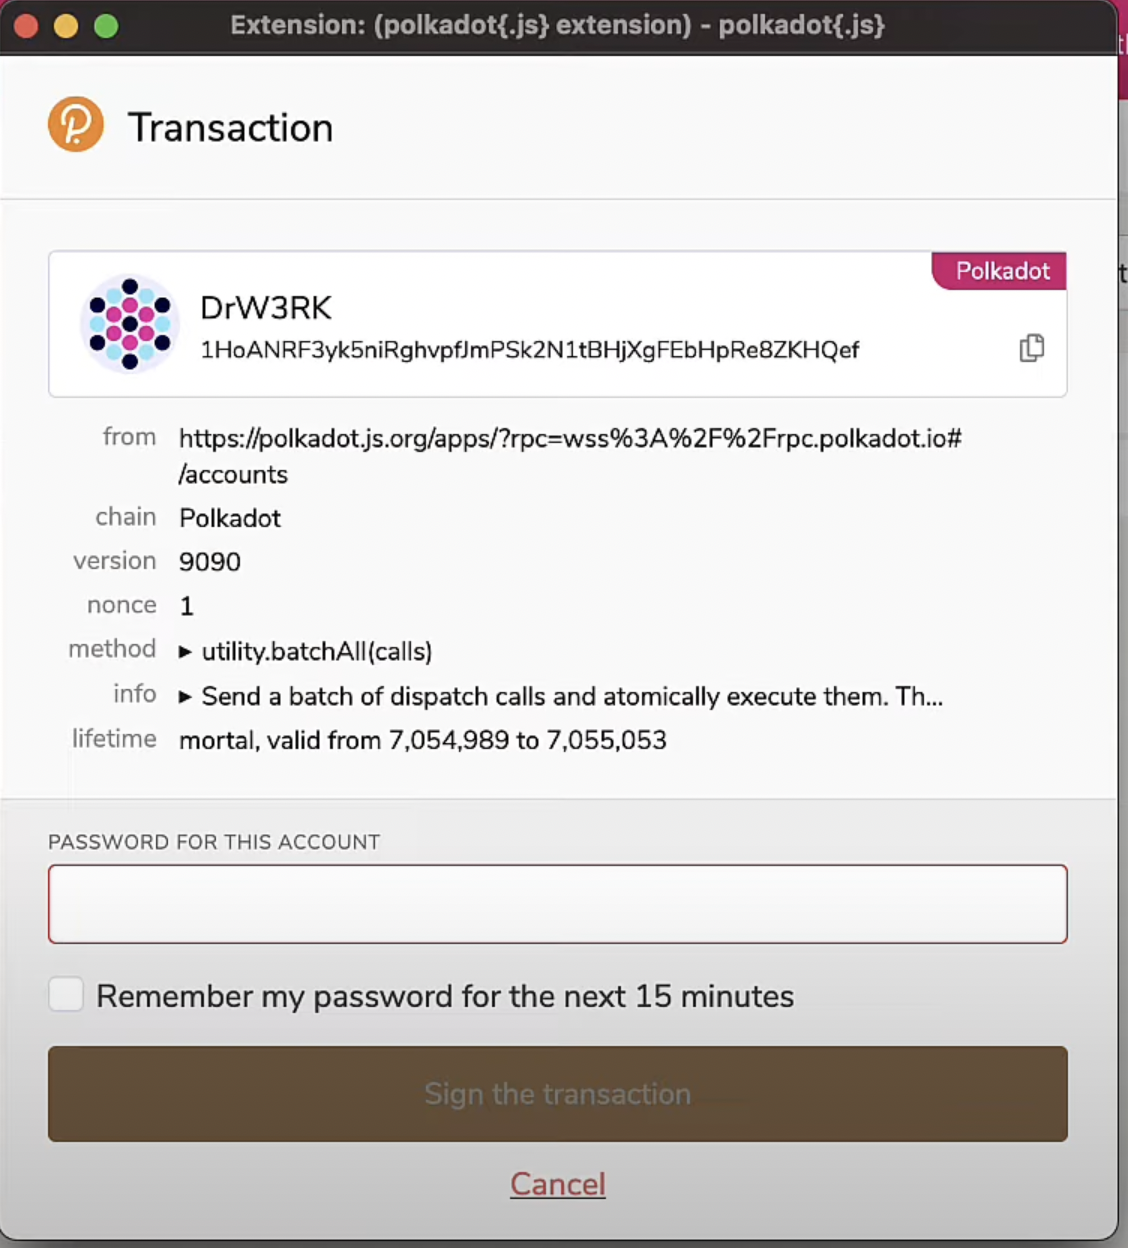 Extension: (polkadot{.js} extension) - polkadot{.js}
Transaction
Polkadot
DrW3RK
1HoANRF3yk5niRghvpfJmPSk2N1tBHjXgFEbHpRe8ZKHQef
from https://polkadot.js.org/apps/?rpc=wss%3A%2F%2Frpc.polkadot.io#
/accounts
chain Polkadot
version 9090
nonce 1
method ▸ utility.batchAll(calls)
info ▸ Send a batch of dispatch calls and atomically execute them. Th...
lifetime mortal, valid from 7,054,989 to 7,055,053
PASSWORD FOR THIS ACCOUNT
Remember my password for the next 15 minutes
Sign the transaction
Cancel